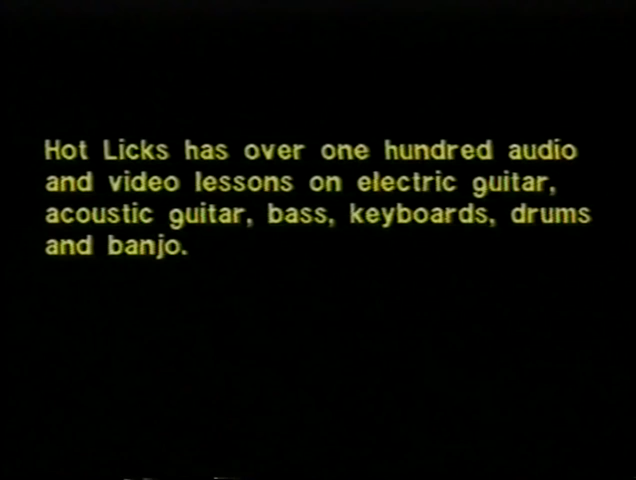 Hot Licks has over one hundred audio
and video lessons on electric guitar,
acoustic guitar, bass, keyboards, drums
and banjo.